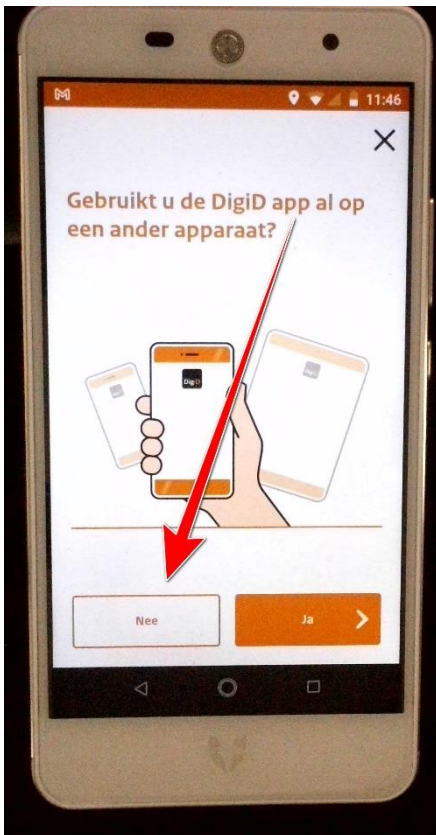 11:46
Gebruikt u de DigiD app al op
een ander apparaat?
DigiD
Nee
Ja